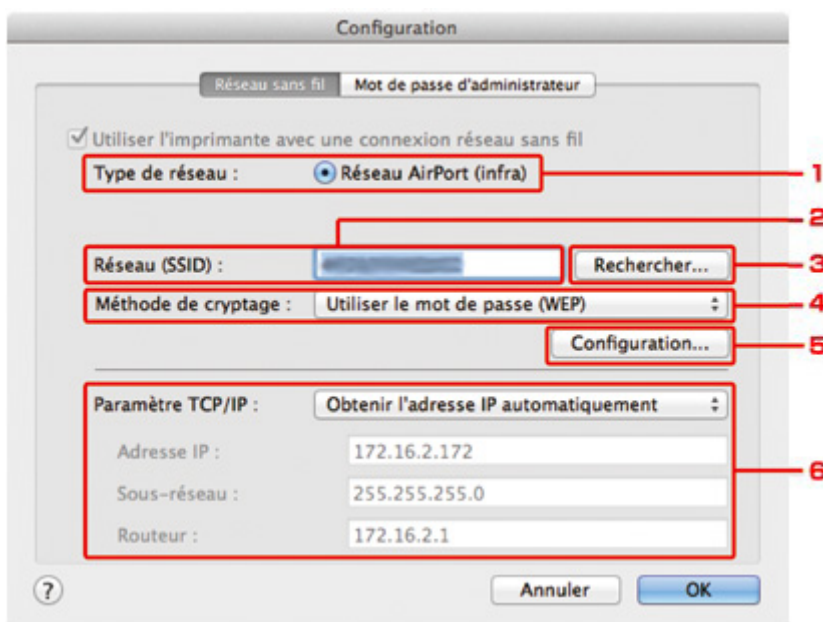 Configuration
Réseau sans fil Mot de passe d'administrateur
Utiliser l'imprimante avec une connexion réseau sans fil
Type de réseau : Réseau AirPort (infra) 1
2
Réseau (SSID) : Rechercher... 3
Méthode de cryptage : Utiliser le mot de passe (WEP) 4
Configuration... 5
Paramètre TCP/IP : Obtenir l'adresse IP automatiquement
Adresse IP : 172.16.2.172
6
Sous-réseau : 255.255.255.0
Routeur : 172.16.2.1
? Annuler OK